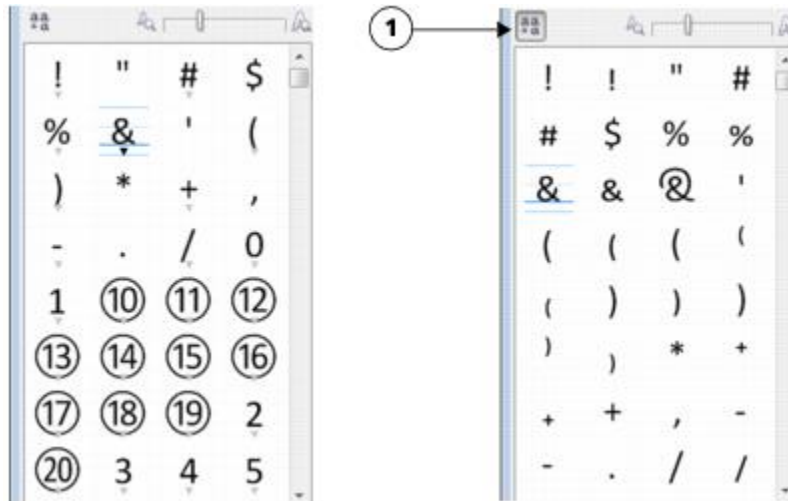 1
! " # $
% & ' (
) * + ,
- . / 0
1 ⑩ ⑪ ⑫
⑬ ⑭ ⑮ ⑯
⑰ ⑱ ⑲ 2
⑳ 3 4 5
! ! " #
# $ % %
& & & '
( ( ( (
( ) ) )
) ) * +
+ + , -
- . / /